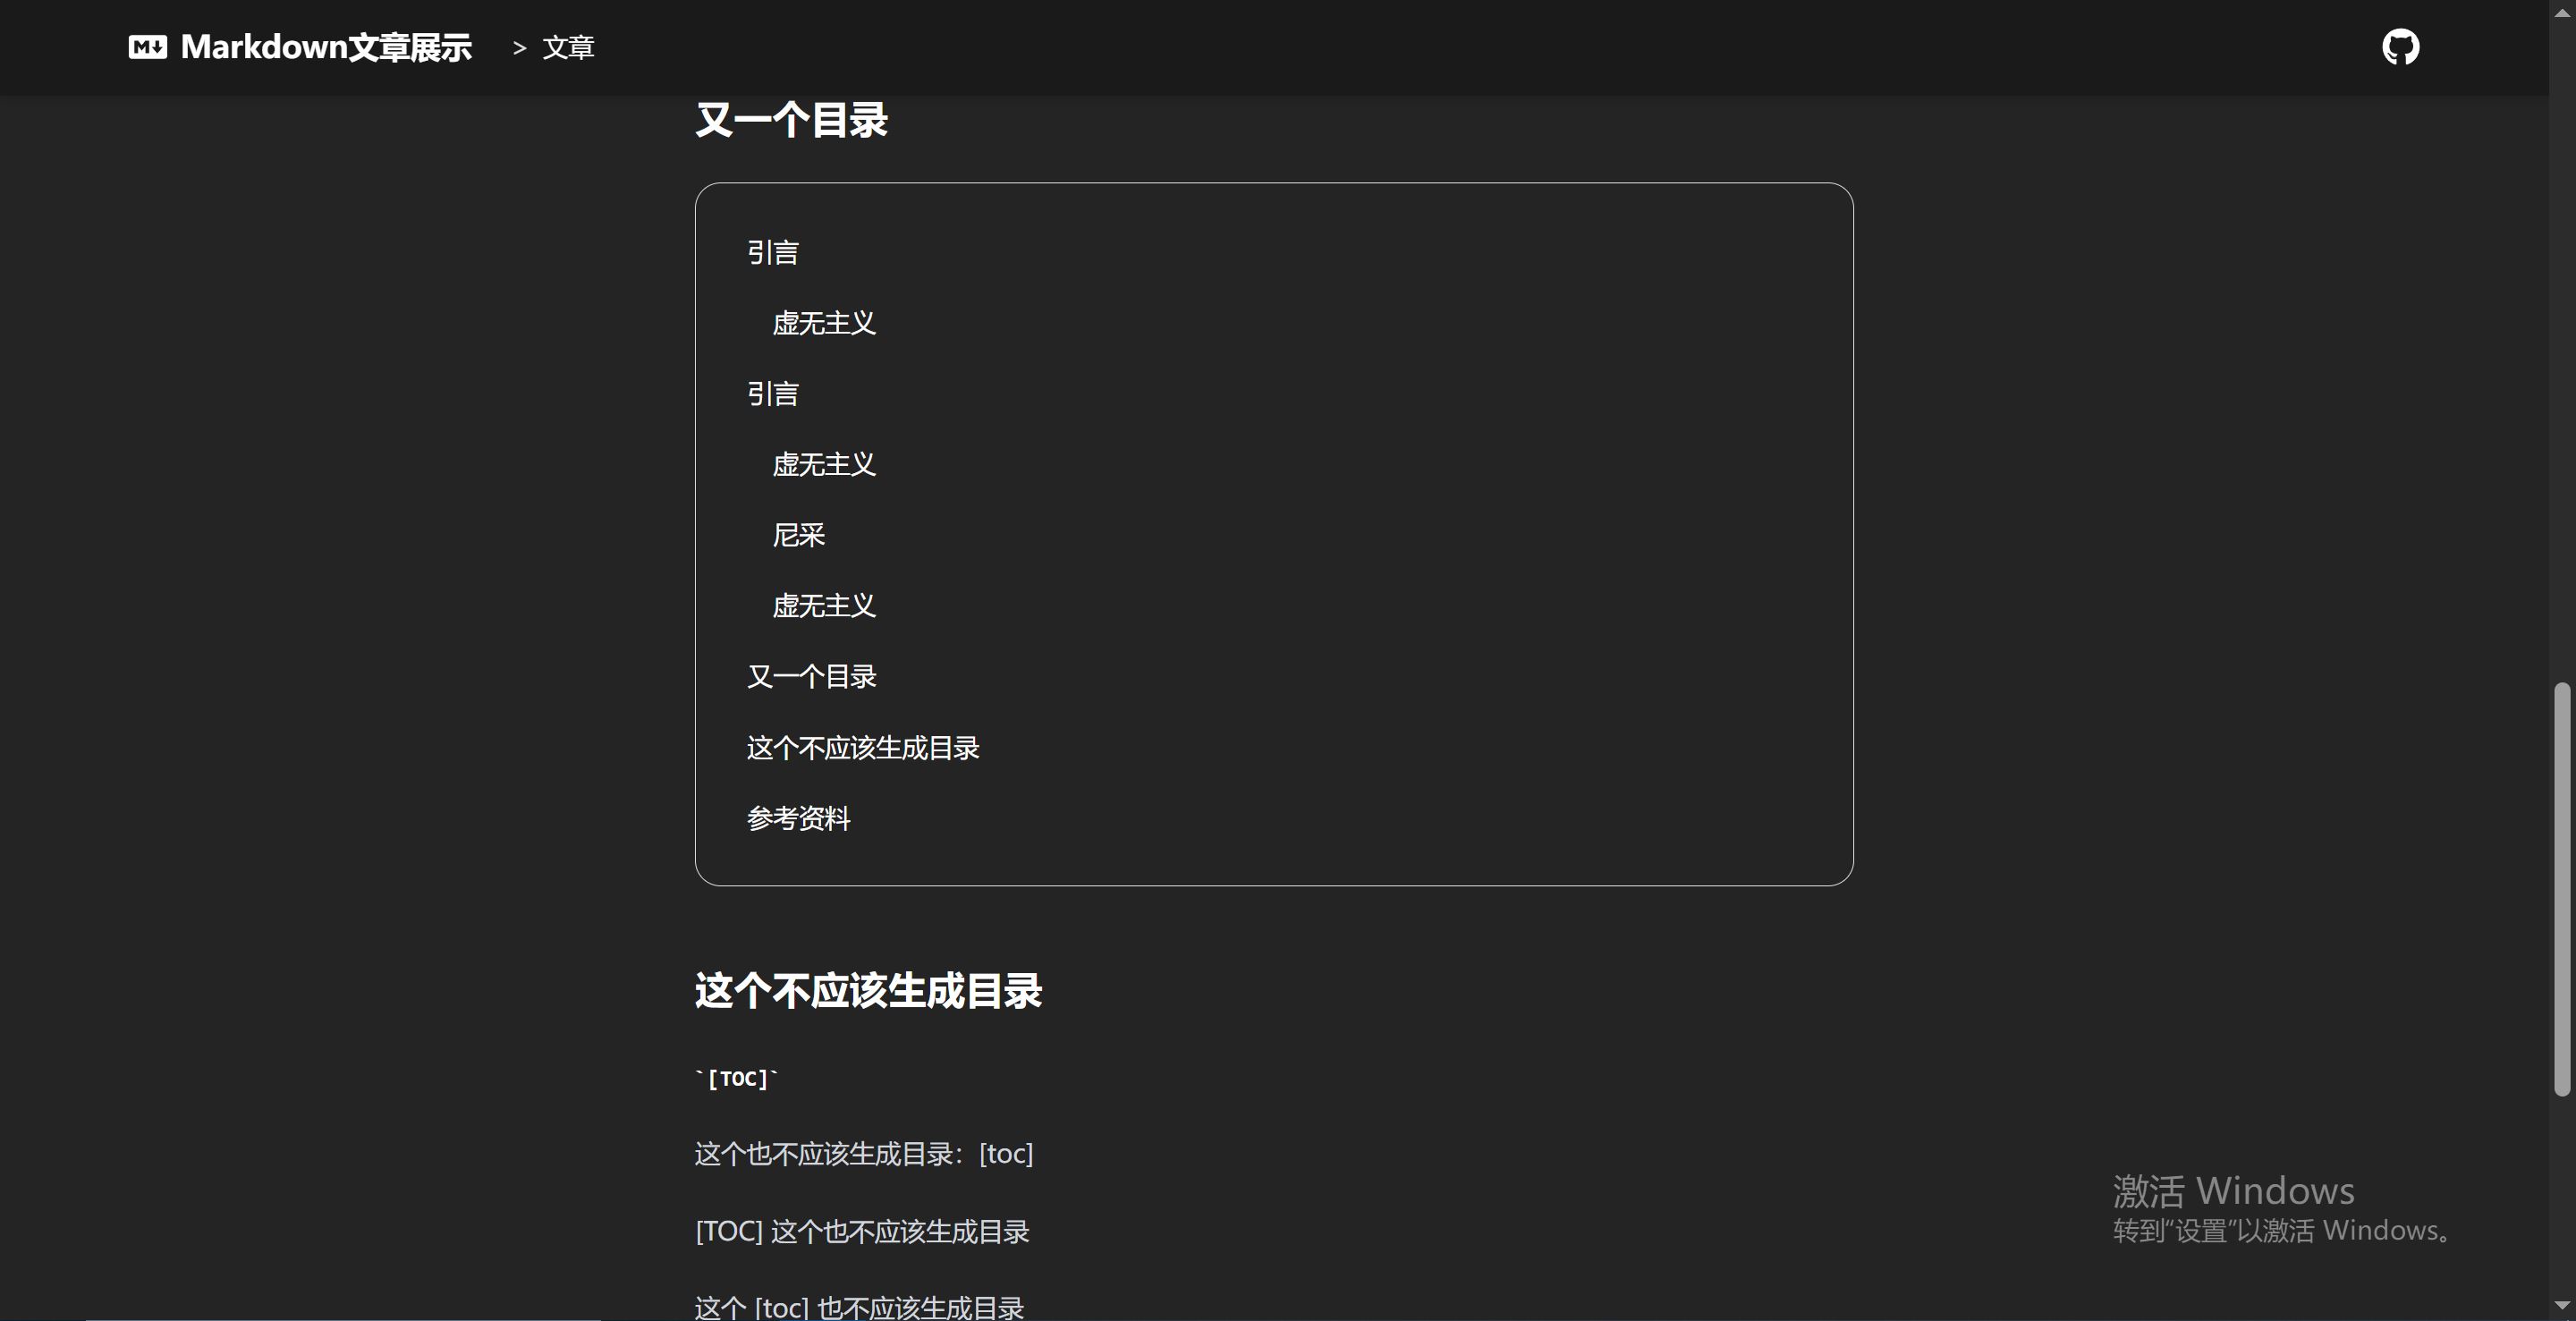 Markdown文章展示 > 文章
又一个目录
引言
虚无主义
引言
虚无主义
尼采
虚无主义
又一个目录
这个不应该生成目录
参考资料
这个不应该生成目录
`[TOC]`
这个也不应该生成目录：[toc]
[TOC] 这个也不应该生成目录
这个 [toc] 也不应该生成目录
激活 Windows
转到“设置”以激活 Windows。